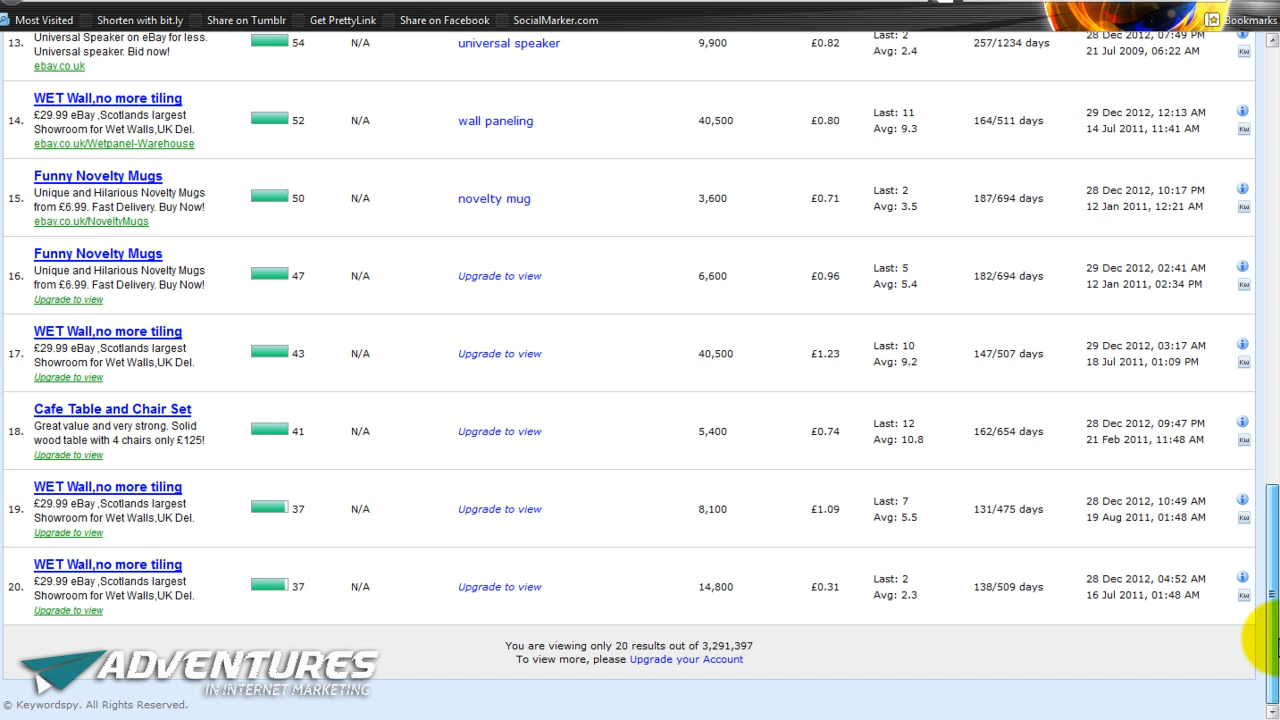 Most Visited Shorten with bit.ly Share on Tumblr Get PrettyLink Share on Facebook SocialMarker.com Bookmarks
13. Universal Speaker on eBay for less. 54 N/A universal speaker 9,900 £0.82 Last: 2 257/1234 days 28 Dec 2012, 07:49 PM
Universal speaker. Bid now! Avg: 2.4 21 Jul 2009, 06:22 AM Kw
ebay.co.uk
WET Wall,no more tiling
14. £29.99 eBay ,Scotlands largest 52 N/A wall paneling 40,500 £0.80 Last: 11 164/511 days 29 Dec 2012, 12:13 AM
Showroom for Wet Walls,UK Del. Avg: 9.3 14 Jul 2011, 11:41 AM Kw
ebay.co.uk/Wetpanel-Warehouse
Funny Novelty Mugs
15. Unique and Hilarious Novelty Mugs 50 N/A novelty mug 3,600 £0.71 Last: 2 187/694 days 28 Dec 2012, 10:17 PM
from £6.99. Fast Delivery. Buy Now! Avg: 3.5 12 Jan 2011, 12:21 AM Kw
ebay.co.uk/NoveltyMugs
Funny Novelty Mugs
16. Unique and Hilarious Novelty Mugs 47 N/A Upgrade to view 6,600 £0.96 Last: 5 182/694 days 29 Dec 2012, 02:41 AM
from £6.99. Fast Delivery. Buy Now! Avg: 5.4 12 Jan 2011, 02:34 PM Kw
Upgrade to view
WET Wall,no more tiling
17. £29.99 eBay ,Scotlands largest 43 N/A Upgrade to view 40,500 £1.23 Last: 10 147/507 days 29 Dec 2012, 03:17 AM
Showroom for Wet Walls,UK Del. Avg: 9.2 18 Jul 2011, 01:09 PM Kw
Upgrade to view
Cafe Table and Chair Set
18. Great value and very strong. Solid 41 N/A Upgrade to view 5,400 £0.74 Last: 12 162/654 days 28 Dec 2012, 09:47 PM
wood table with 4 chairs only £125! Avg: 10.8 21 Feb 2011, 11:48 AM Kw
Upgrade to view
WET Wall,no more tiling
19. £29.99 eBay ,Scotlands largest 37 N/A Upgrade to view 8,100 £1.09 Last: 7 131/475 days 28 Dec 2012, 10:49 AM
Showroom for Wet Walls,UK Del. Avg: 5.5 19 Aug 2011, 01:48 AM Kw
Upgrade to view
WET Wall,no more tiling
20. £29.99 eBay ,Scotlands largest 37 N/A Upgrade to view 14,800 £0.31 Last: 2 138/509 days 28 Dec 2012, 04:52 AM
Showroom for Wet Walls,UK Del. Avg: 2.3 16 Jul 2011, 01:48 AM Kw
Upgrade to view
You are viewing only 20 results out of 3,291,397
To view more, please Upgrade your Account
ADVENTURES
IN INTERNET MARKETING
© Keywordspy. All Rights Reserved.